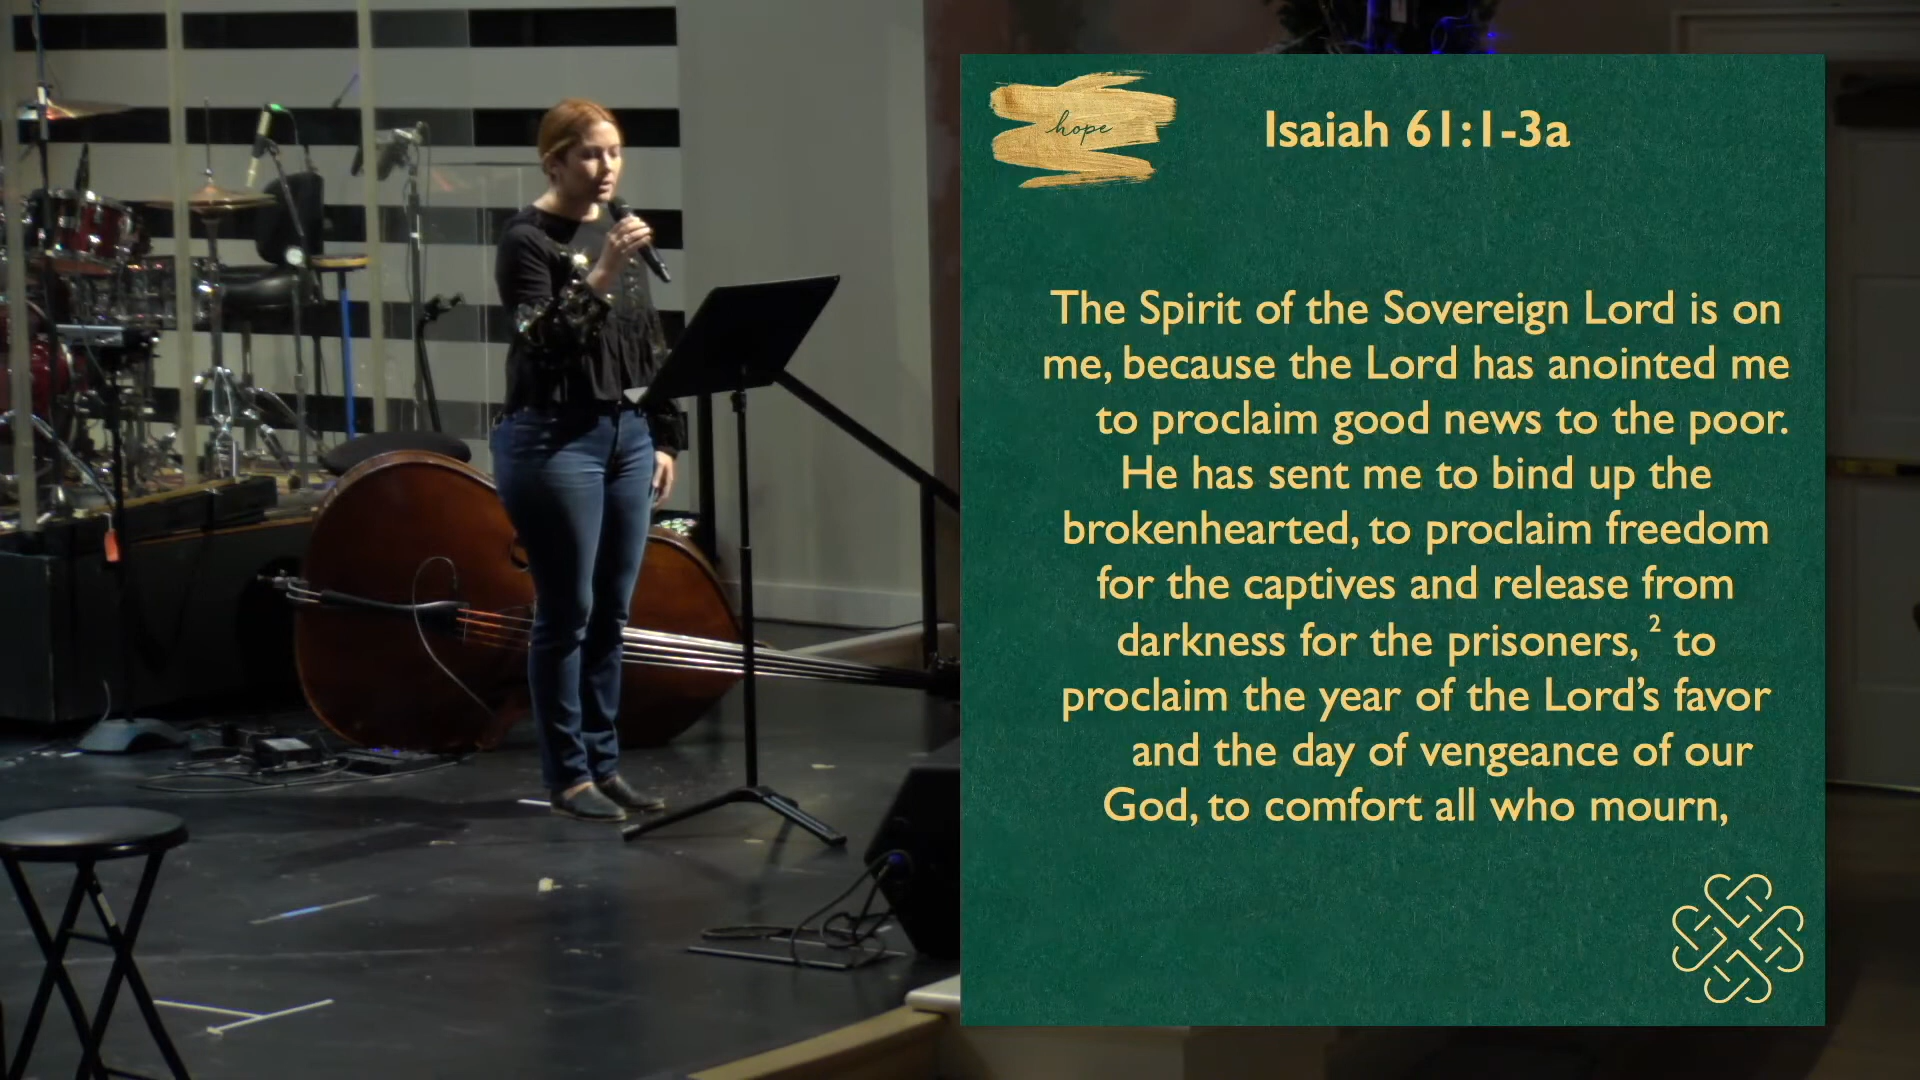 hope
Isaiah 61:1-3a
The Spirit of the Sovereign Lord is on
me, because the Lord has anointed me
to proclaim good news to the poor.
He has sent me to bind up the
brokenhearted, to proclaim freedom
for the captives and release from
darkness for the prisoners, ² to
proclaim the year of the Lord’s favor
and the day of vengeance of our
God, to comfort all who mourn,